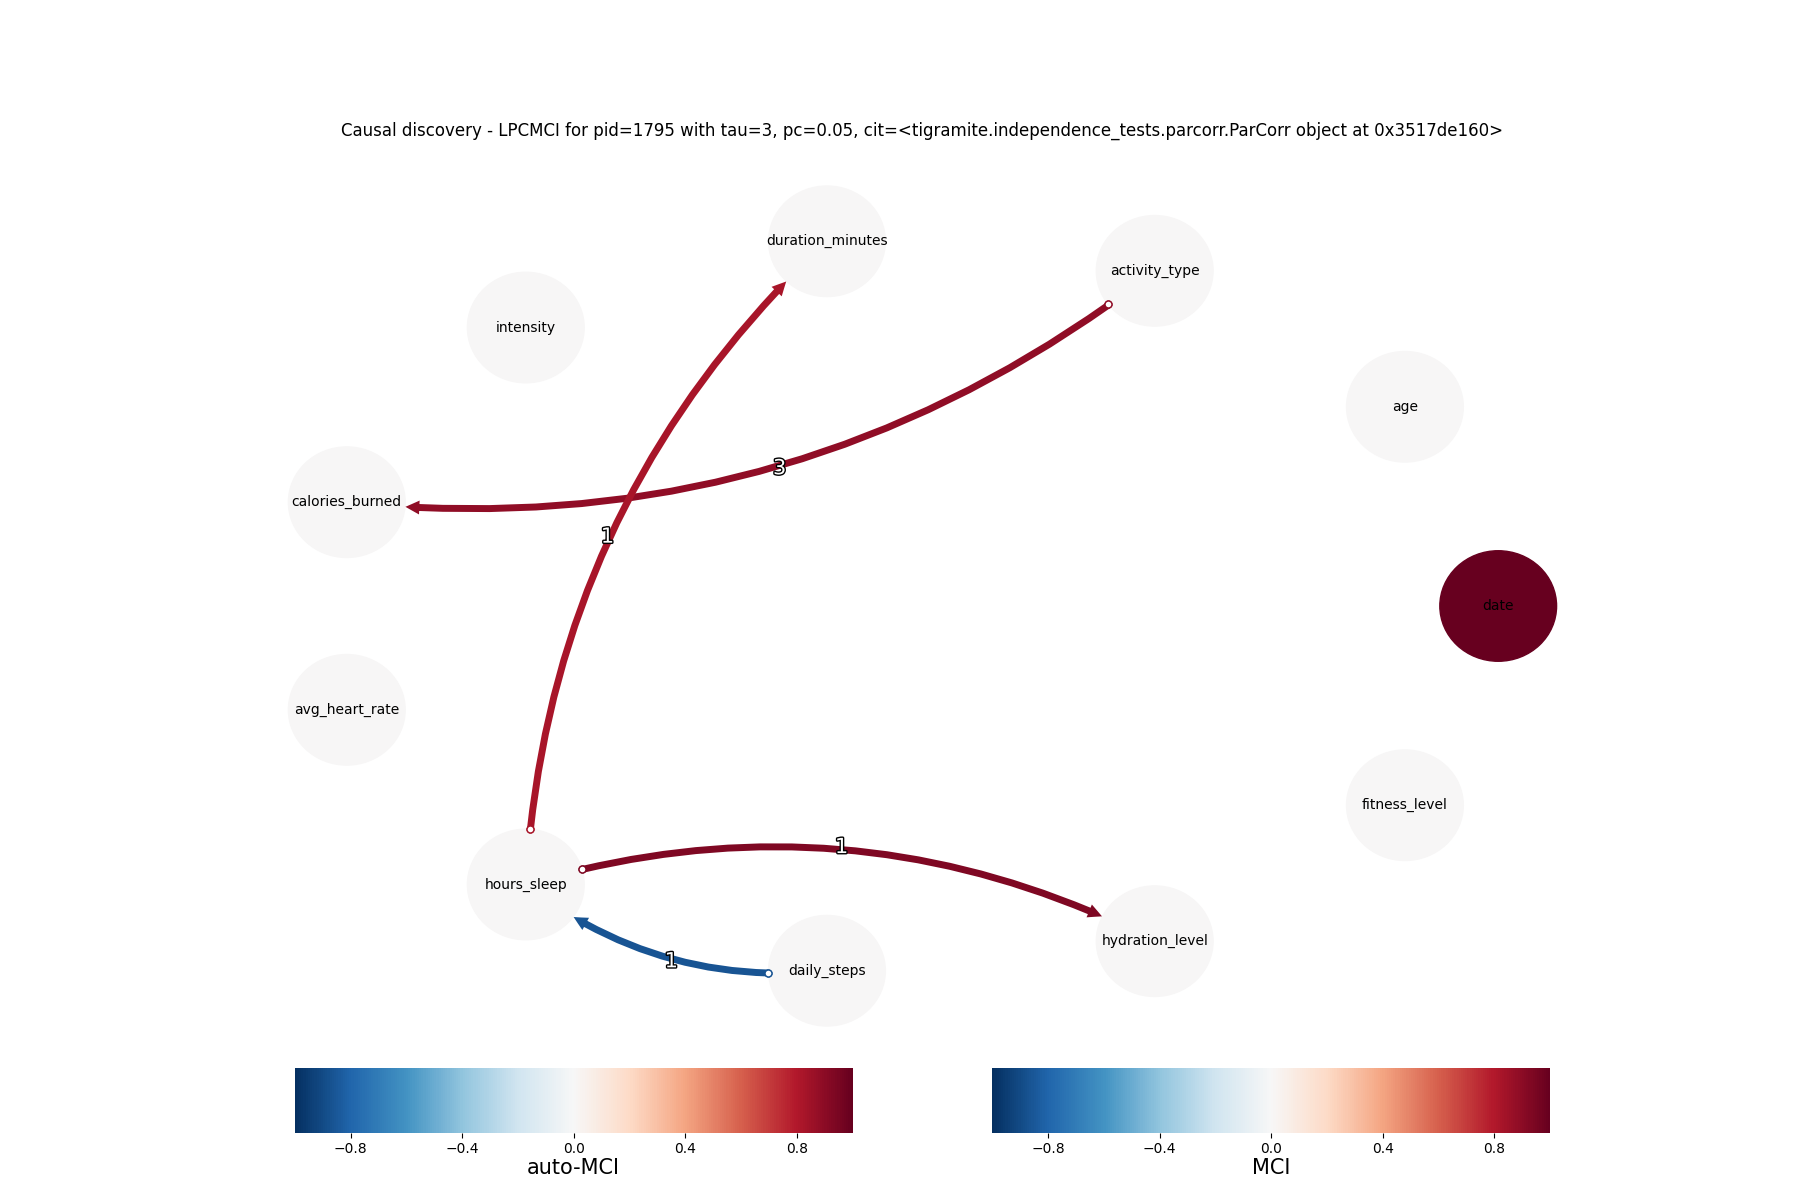 Causal discovery - LPCMCI for pid=1795 with tau=3, pc=0.05, cit=<tigramite.independence_tests.parcorr.ParCorr object at 0x3517de160>
duration_minutes
activity_type
intensity
age
3
calories_burned
1
date
avg_heart_rate
fitness_level
1
hours_sleep
hydration_level
1
daily_steps
−0.8 −0.4 0.0 0.4 0.8
auto-MCI
−0.8 −0.4 0.0 0.4 0.8
MCI